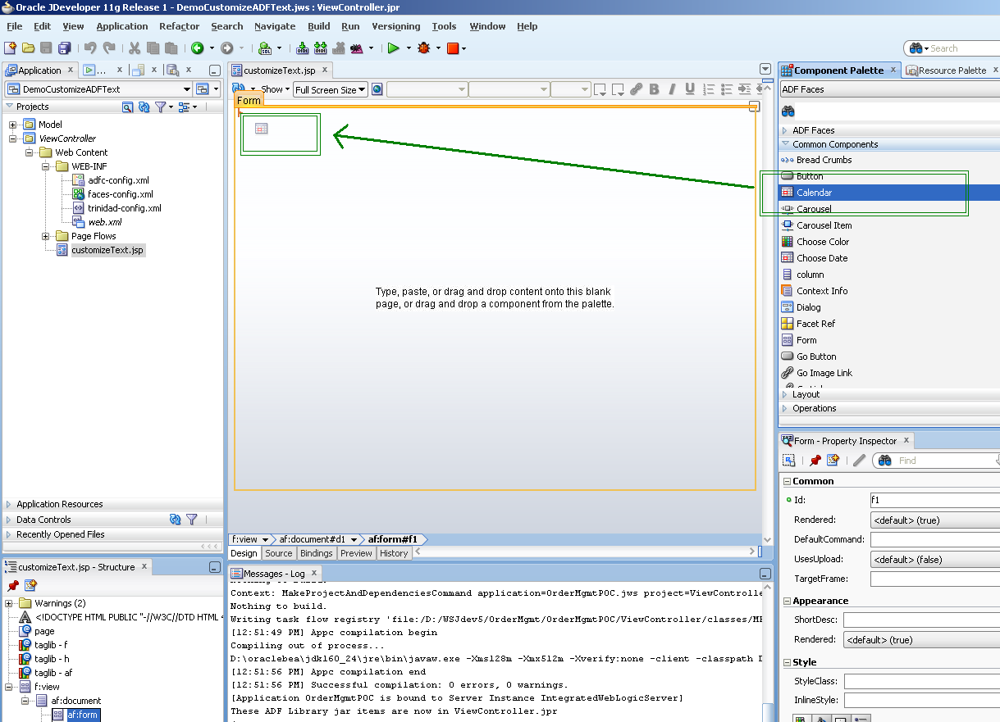 Oracle JDeveloper 11g Release 1 - DemoCustomizeADFText.jws : ViewController.jpr
File Edit View Application Refactor Search Navigate Build Run Versioning Tools Window Help
Search
Application
DemoCustomizeADFText
Projects
Model
ViewController
Web Content
WEB-INF
adfc-config.xml
faces-config.xml
trinidad-config.xml
web.xml
Page Flows
customizeText.jsp
Application Resources
Data Controls
Recently Opened Files
customizeText.jsp - Structure
Warnings (2)
<!DOCTYPE HTML PUBLIC "-//W3C//DTD HTML
page
taglib - f
taglib - h
taglib - af
f:view
af:document
af:form
customizeText.jsp
Show Full Screen Size
Form
Type, paste, or drag and drop content onto this blank
page, or drag and drop a component from the palette.
f:view af:document#d1 af:form#f1
Design Source Bindings Preview History
Messages - Log
Context: MakeProjectAndDependenciesCommand application=OrderMgmtPOC.jws project=ViewControlle
Nothing to build.
Writing task flow registry 'file:/D:/WSJdev5/OrderMgmt/OrderMgmtPOC/ViewController/classes/ME
[12:51:49 PM] Appc compilation begin
Compiling out of process...
D:\oraclebea\jdk160_24\jre\bin\javaw.exe -Xms128m -Xmx512m -Xverify:none -client -classpath D
[12:51:56 PM] Appc compilation end
[12:51:56 PM] Successful compilation: 0 errors, 0 warnings.
[Application OrderMgmtPOC is bound to Server Instance IntegratedWebLogicServer]
These ADF Library jar items are now in ViewController.jpr
Component Palette Resource Palette
ADF Faces
ADF Faces
Common Components
Bread Crumbs
Button
Calendar
Carousel
Carousel Item
Choose Color
Choose Date
column
Context Info
Dialog
Facet Ref
Form
Go Button
Go Image Link
Layout
Operations
Form - Property Inspector
Find
Common
Id: f1
Rendered: <default> (true)
DefaultCommand:
UsesUpload: <default> (false)
TargetFrame:
Appearance
ShortDesc:
Rendered: <default> (true)
Style
StyleClass:
InlineStyle: